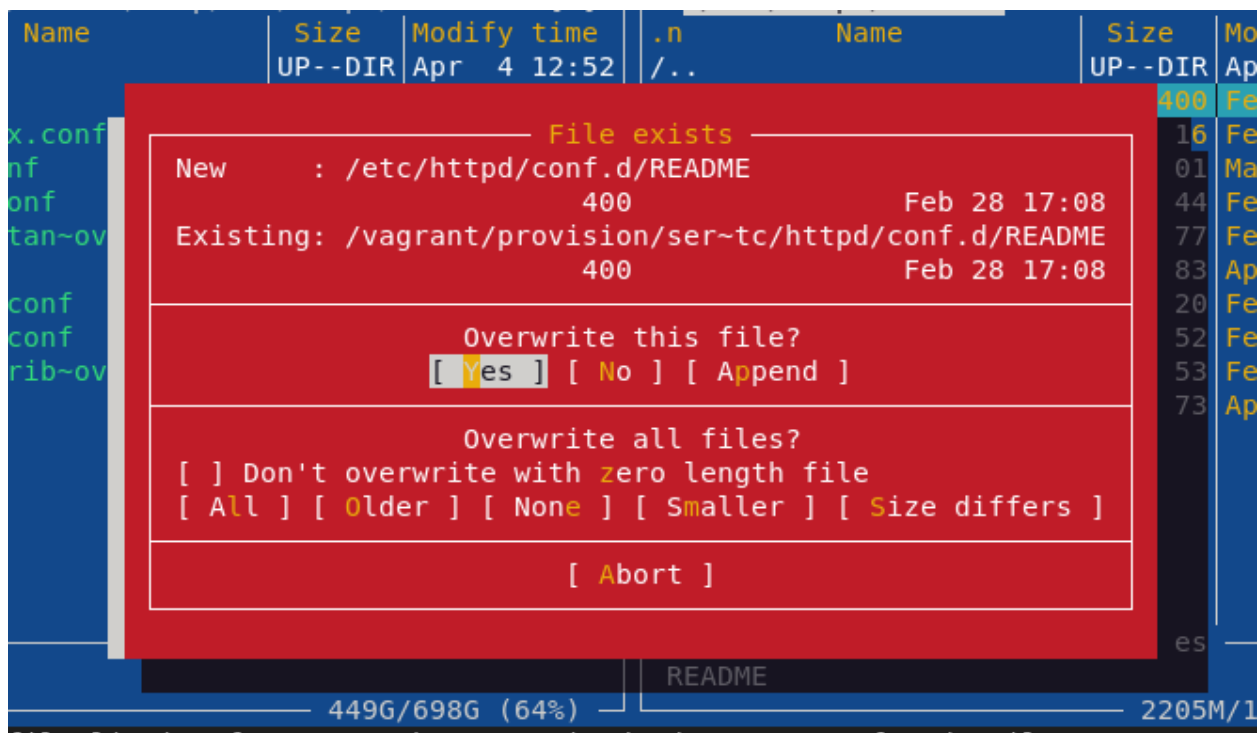 Name Size Modify time .n Name Size Mo
UP--DIR Apr 4 12:52 /.. UP--DIR Ap
400 Fe
x.conf File exists 16 Fe
nf New : /etc/httpd/conf.d/README 01 Ma
onf 400 Feb 28 17:08 44 Fe
tan~ov Existing: /vagrant/provision/ser~tc/httpd/conf.d/README 77 Fe
400 Feb 28 17:08 83 Ap
conf 20 Fe
conf Overwrite this file? 52 Fe
rib~ov [ Yes ] [ No ] [ Append ] 53 Fe
73 Ap
Overwrite all files?
[ ] Don't overwrite with zero length file
[ All ] [ Older ] [ None ] [ Smaller ] [ Size differs ]
[ Abort ]
es
README
449G/698G (64%) 2205M/1